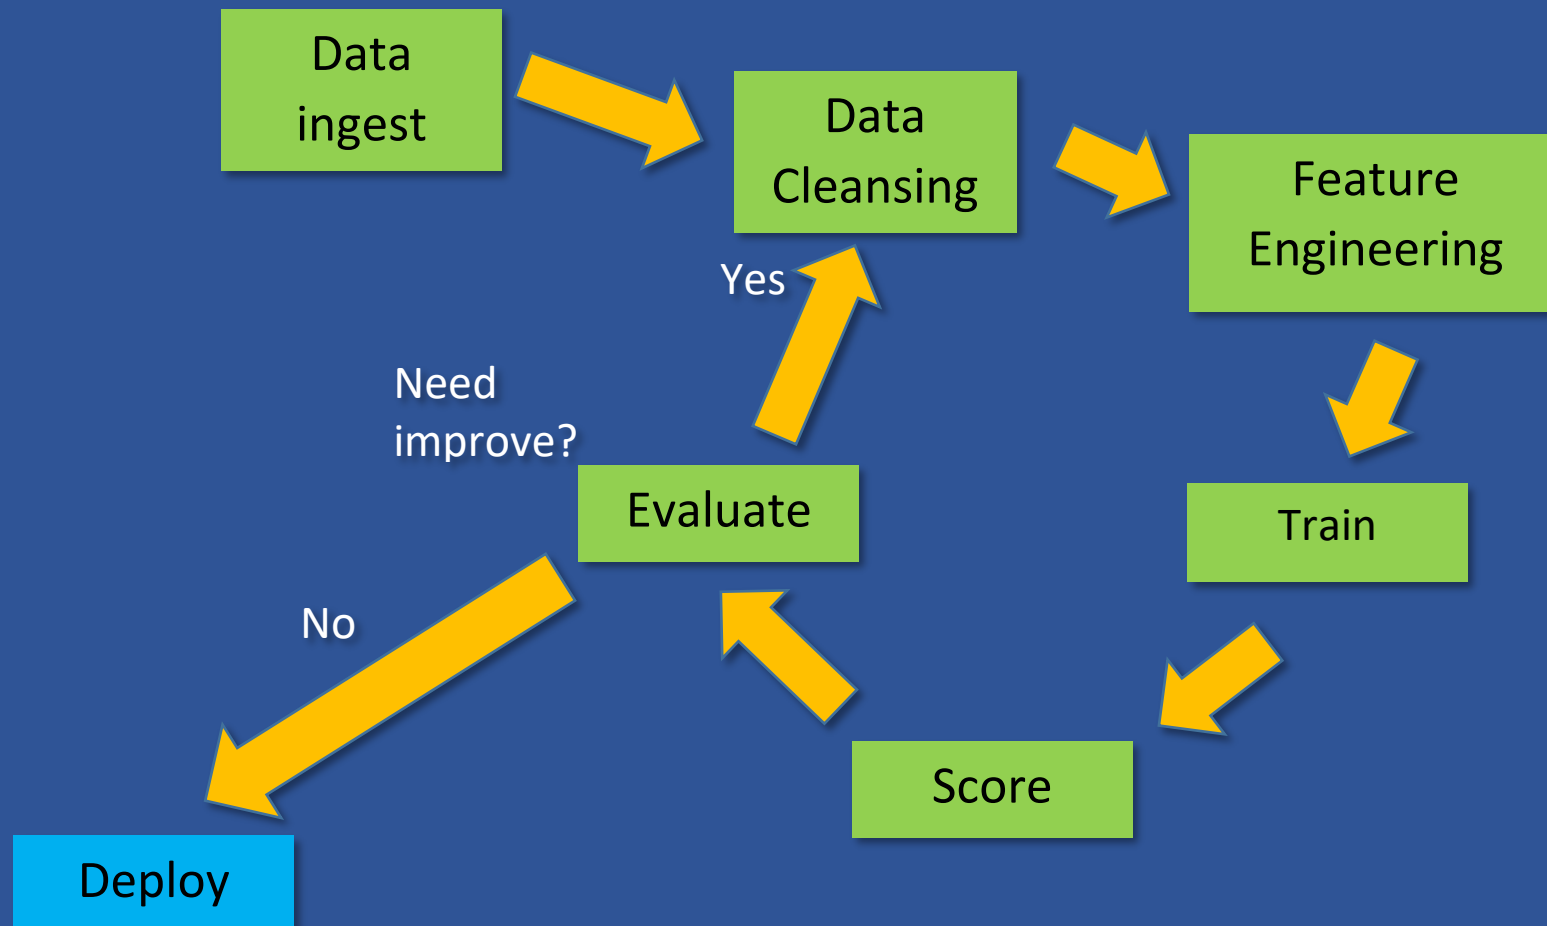 Data
ingest
Data
Cleansing
Feature
Engineering
Yes
Need
improve?
Evaluate
Train
No
Score
Deploy